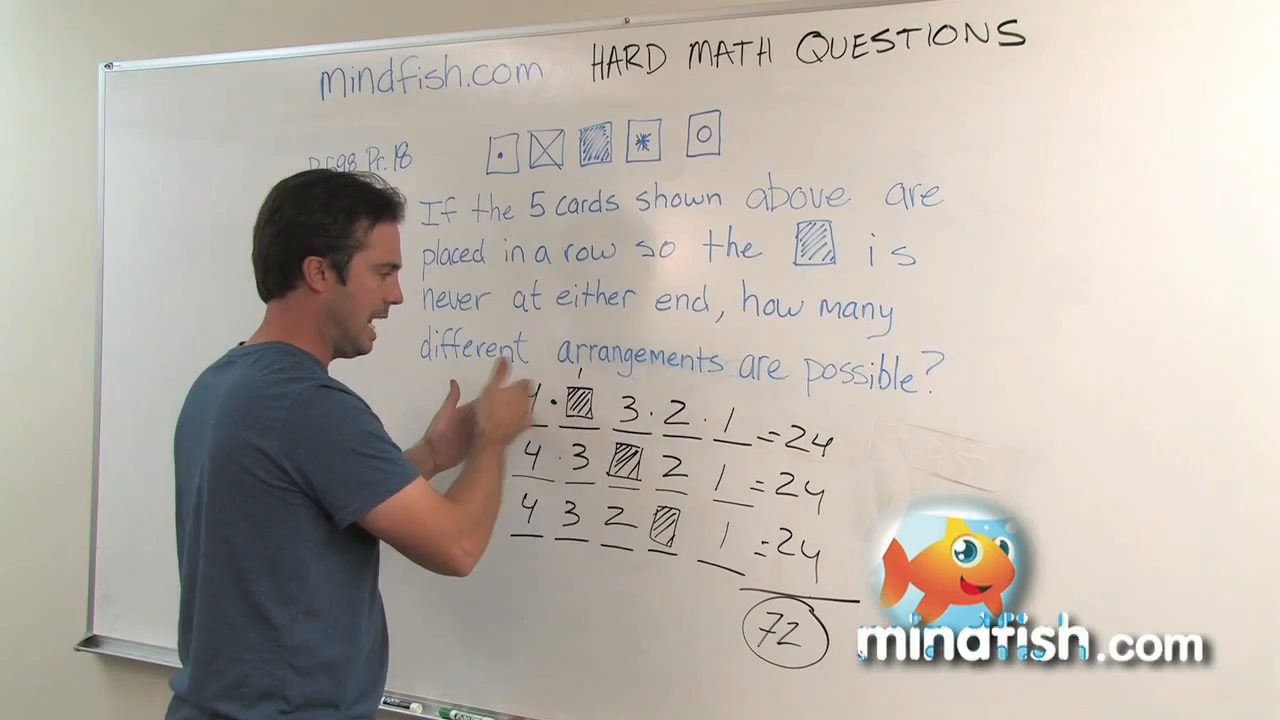 mindfish.com HARD MATH QUESTIONS
Pr. 18
If the 5 cards shown above are
placed in a row so the is
never at either end, how many
different arrangements are possible?
4 · 3 · 2 · 1 = 24
4 · 3 2 1 = 24
4 3 2 1 = 24
72
mindfish.com